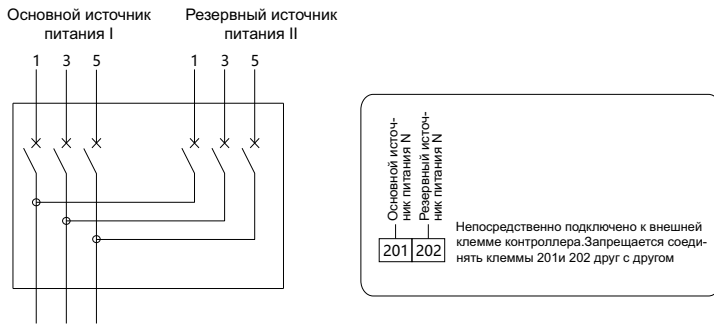 Основной источник
питания I
Резервный источник
питания II
1 3 5
1 3 5
Основной источ-
ник питания N
Резервный источ-
ник питания N
201 202
Непосредственно подключено к внешней
клемме контроллера.Запрещается соеди-
нять клеммы 201и 202 друг с другом